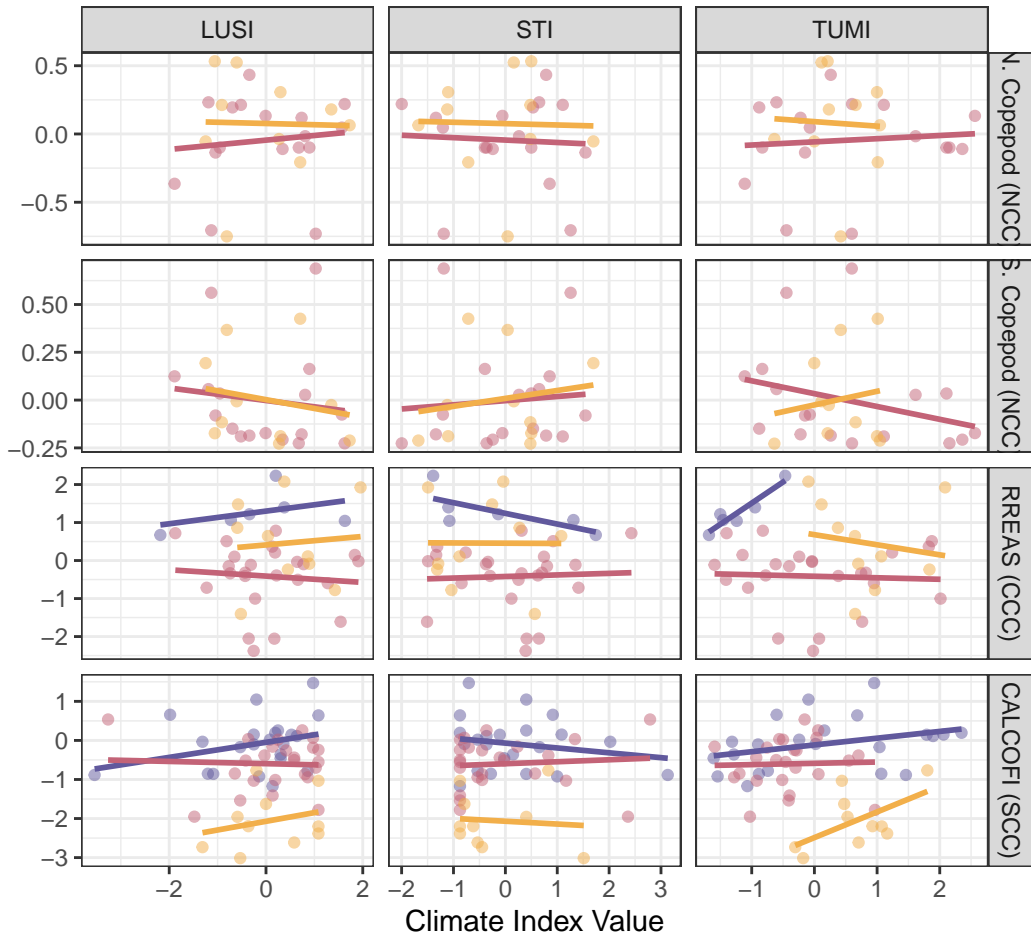 LUSI STI TUMI
0.5
0.0
−0.5
N. Copepod (NCC)
0.50
0.25
0.00
−0.25
S. Copepod (NCC)
2
1
0
−1
−2
RREAS (CCC)
1
0
−1
−2
−3
CALCOFI (SCC)
−2 0 2 −2 −1 0 1 2 3 −1 0 1 2
Climate Index Value